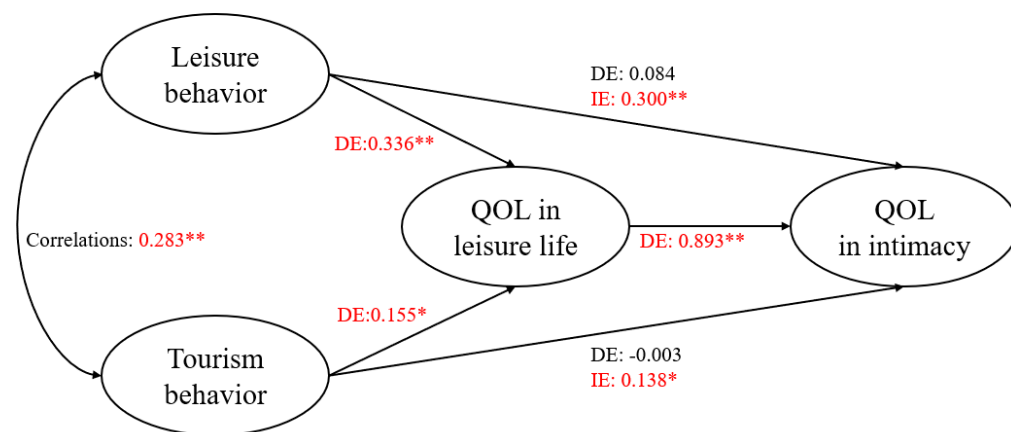 Leisure
behavior
DE: 0.084
IE: 0.300**
DE:0.336**
QOL in
leisure life
QOL
in intimacy
Correlations: 0.283**
DE: 0.893**
DE:0.155*
Tourism
behavior
DE: -0.003
IE: 0.138*